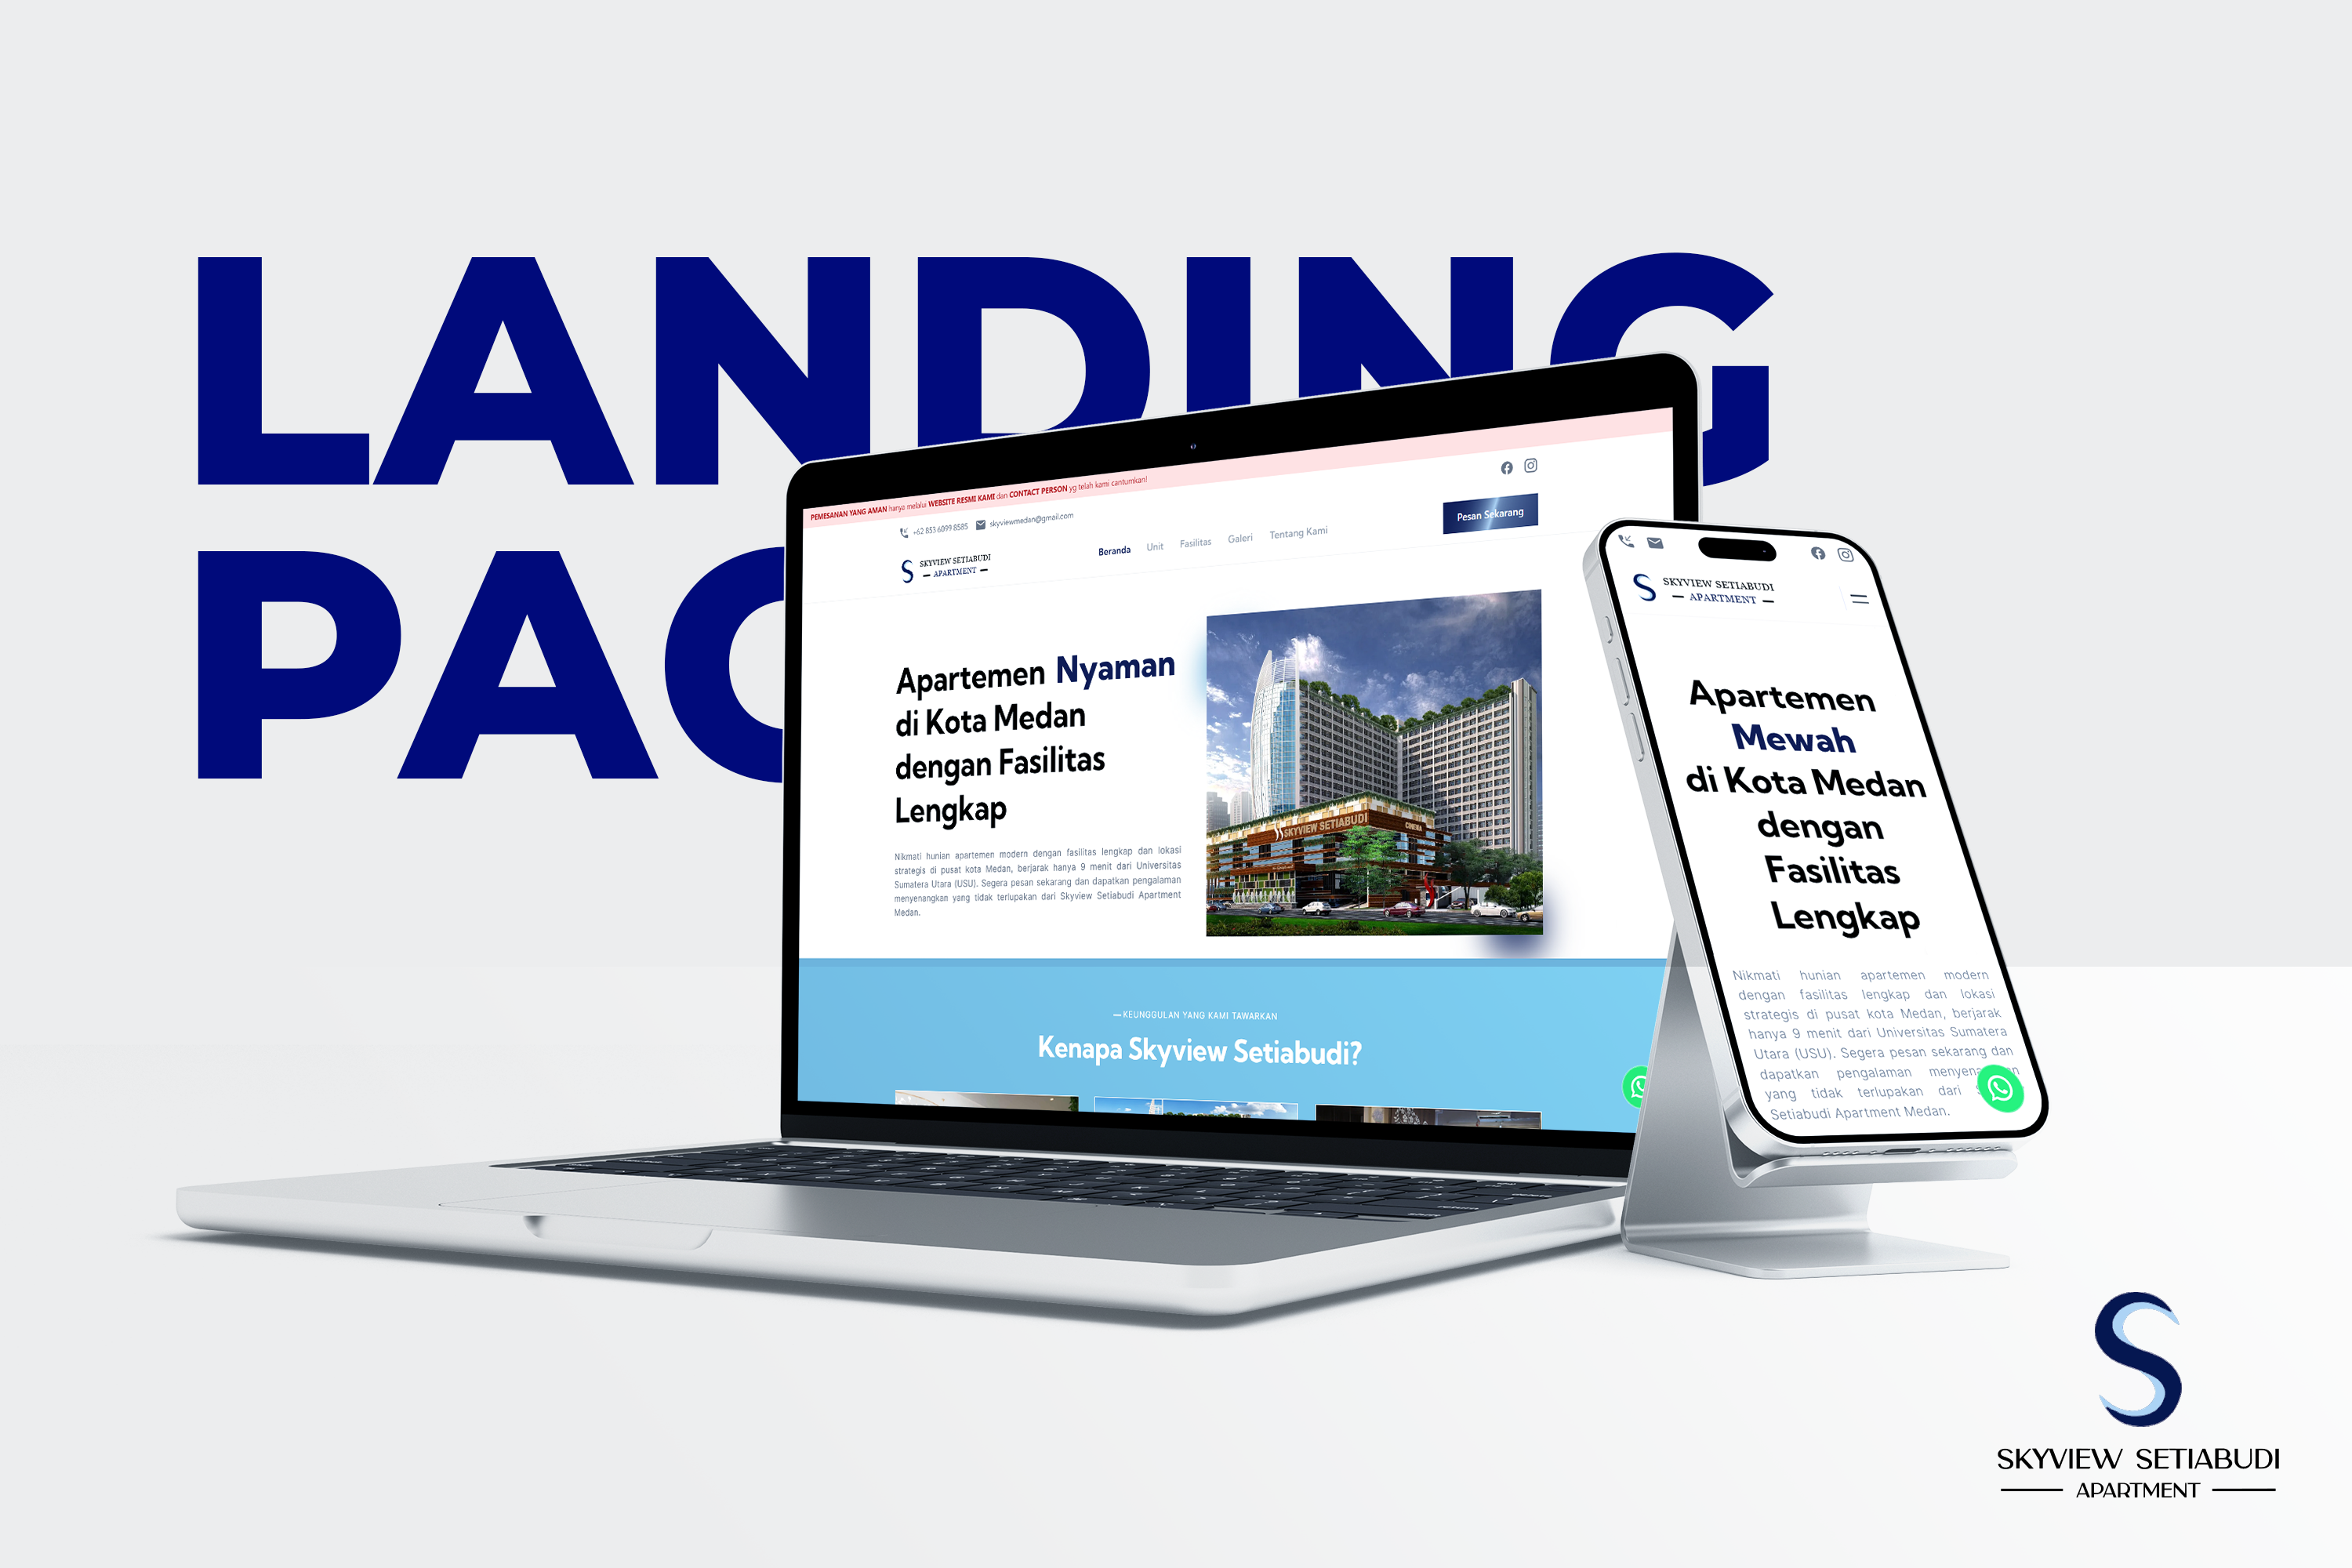 LANDING
PAG
PEMESANAN YANG AMAN hanya melalui WEBSITE RESMI KAMI dan CONTACT PERSON yg telah kami cantumkan!
+62 853 6099 8585 skyviewmedan@gmail.com
SKYVIEW SETIABUDI
APARTMENT
Beranda Unit Fasilitas Galeri Tentang Kami
Pesan Sekarang
Apartemen Nyaman
di Kota Medan
dengan Fasilitas
Lengkap
Nikmati hunian apartemen modern dengan fasilitas lengkap dan lokasi
strategis di pusat kota Medan, berjarak hanya 9 menit dari Universitas
Sumatera Utara (USU). Segera pesan sekarang dan dapatkan pengalaman
menyenangkan yang tidak terlupakan dari Skyview Setiabudi Apartment
Medan.
SKYVIEW SETIABUDI
CINEMA
— KEUNGGULAN YANG KAMI TAWARKAN
Kenapa Skyview Setiabudi?
SKYVIEW SETIABUDI
APARTMENT
Apartemen
Mewah
di Kota Medan
dengan
Fasilitas
Lengkap
Nikmati hunian apartemen modern
dengan fasilitas lengkap dan lokasi
strategis di pusat kota Medan, berjarak
hanya 9 menit dari Universitas Sumatera
Utara (USU). Segera pesan sekarang dan
dapatkan pengalaman
yang tidak terlupakan dari
Setiabudi Apartment Medan.
SKYVIEW SETIABUDI
APARTMENT